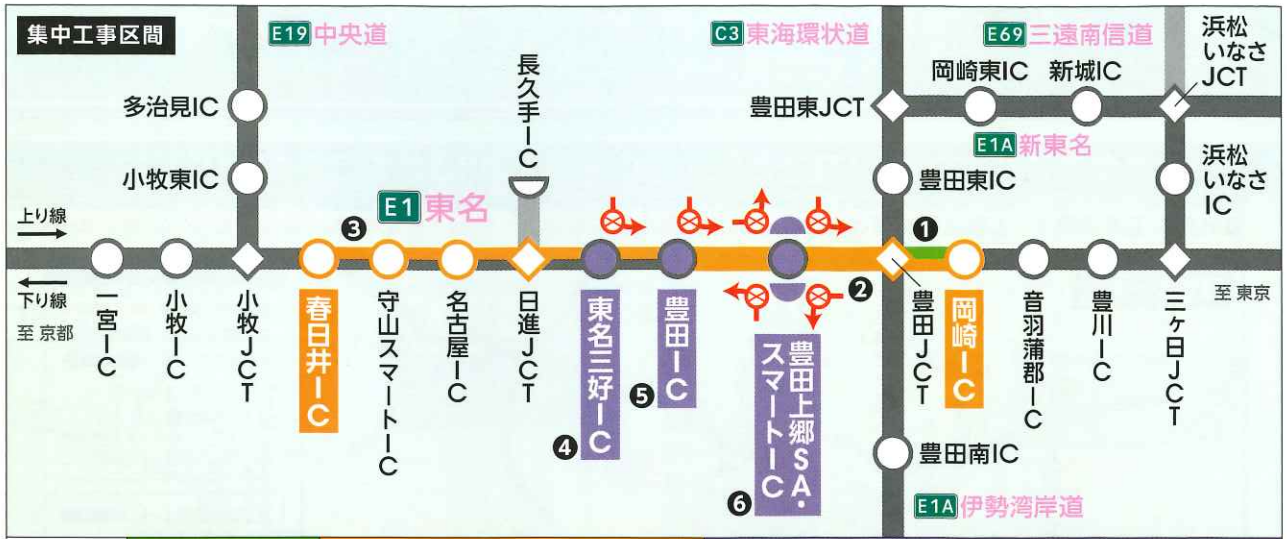 集中工事区間
E19 中央道
C3 東海環状道
E69 三遠南信道
浜松
いなさ
JCT
長久手IC
岡崎東IC
新城IC
多治見IC
豊田東JCT
E1A 新東名
小牧東IC
豊田東IC
浜松
いなさ
IC
E1 東名
上り線
❸
❶
❷
下り線
至 京都
至 東京
一宮IC
小牧IC
小牧JCT
春日井IC
守山スマートIC
名古屋IC
日進JCT
東名三好IC
❹
豊田IC
❺
豊田上郷SA・
スマートIC
❻
豊田JCT
岡崎IC
音羽蒲郡IC
豊川IC
三ヶ日JCT
豊田南IC
E1A 伊勢湾岸道